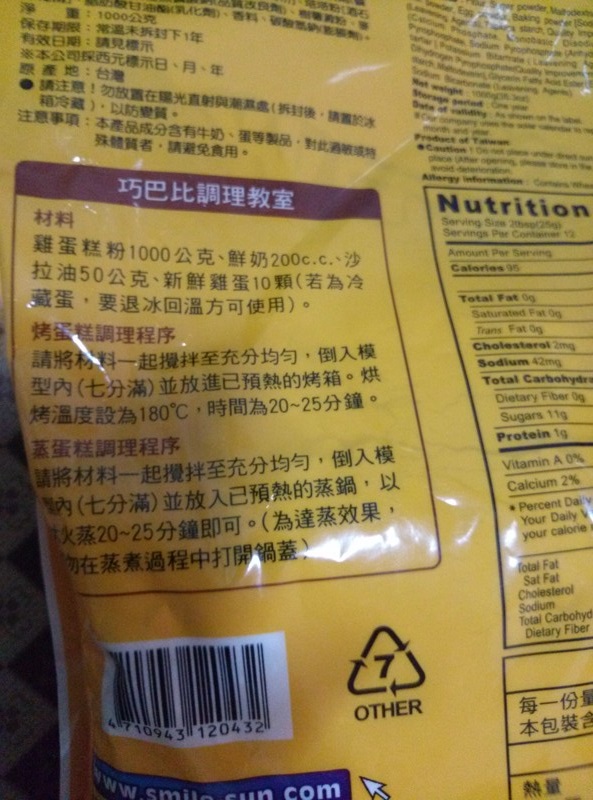 淨　重：1000公克
保存期限：常溫未拆封下1年
有效日期：請見標示
※本公司採西元標示日、月、年
原產地：台灣
●請注意！勿放置在陽光直射與潮濕處(拆封後，請置於冰
箱冷藏)，以防變質。
注意事項：本產品成分含有牛奶、蛋等製品，對此過敏或特
殊體質者，請避免食用。
巧巴比調理教室
材料
雞蛋糕粉1000公克、鮮奶200c.c.、沙
拉油50公克、新鮮雞蛋10顆(若為冷
藏蛋，要退冰回溫方可使用)。
烤蛋糕調理程序
請將材料一起攪拌至充分均勻，倒入模
型內(七分滿)並放進已預熱的烤箱。烘
烤溫度設為180℃，時間為20~25分鐘。
蒸蛋糕調理程序
請將材料一起攪拌至充分均勻，倒入模
內(七分滿)並放入已預熱的蒸鍋，以
火蒸20~25分鐘即可。(為達蒸效果，
勿在蒸煮過程中打開鍋蓋)
4 710943 120432
7
OTHER
www.smile-sun.com
Product of Taiwan
Allergy information : Contains
Nutrition
Serving Size 2tbsp(25g)
Servings Per Container 13
Amount Per Serving
Calories 95
Total Fat 0g
Saturated Fat 0g
Trans Fat 0g
Cholesterol 2mg
Sodium 42mg
Total Carbohydra
Dietary Fiber 0g
Sugars 11g
Protein 1g
Vitamin A 0%
Calcium 2%
* Percent Daily
Your Daily V
your calorie
Total Fat
Sat Fat
Cholesterol
Sodium
Total Carbohyd
Dietary Fiber
每一份量
本包裝含
熱量